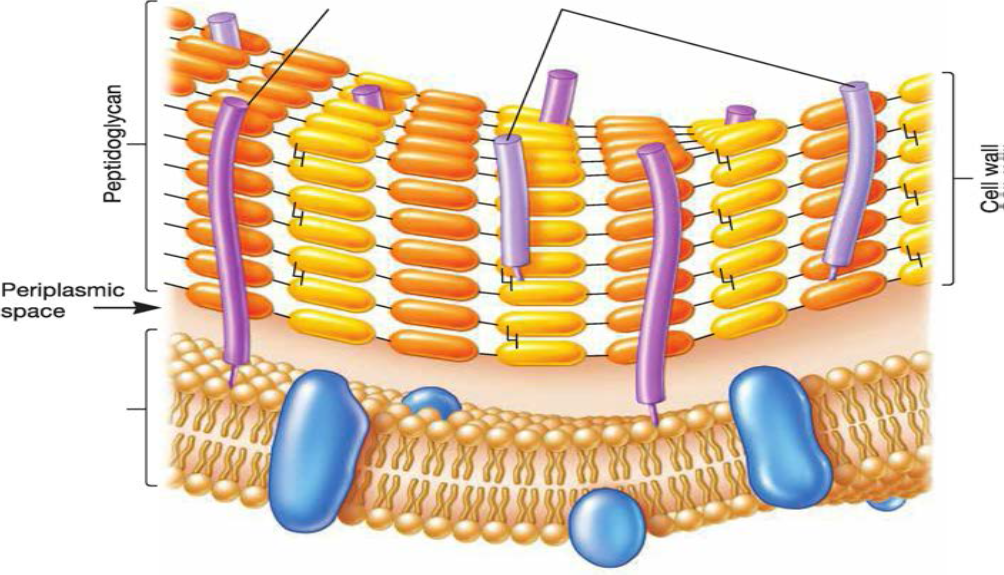 Peptidoglycan
Cell wall
Periplasmic
space